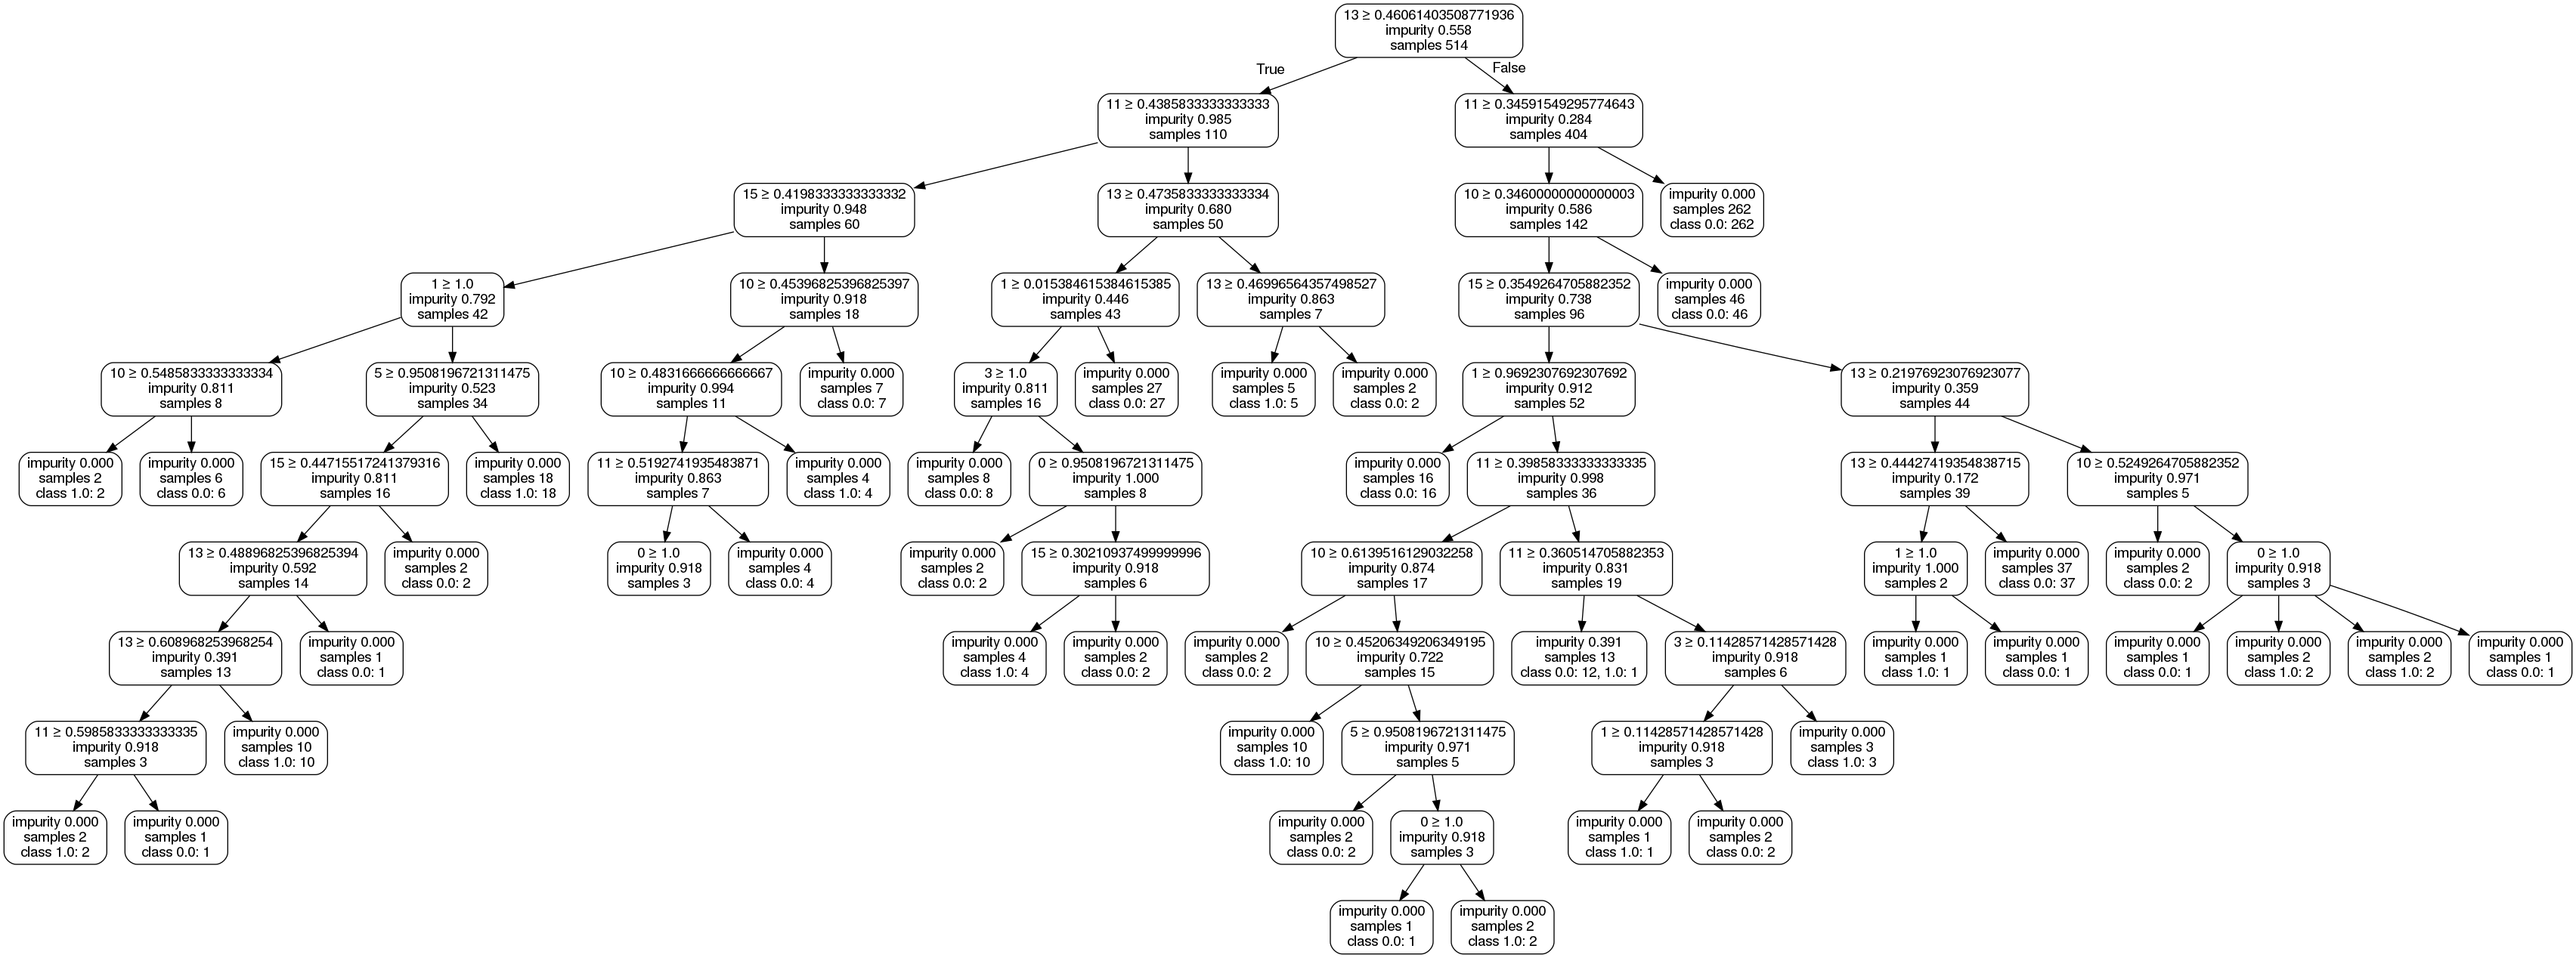 13 ≥ 0.46061403508771936
impurity 0.558
samples 514
True
False
11 ≥ 0.4385833333333333
impurity 0.985
samples 110
11 ≥ 0.34591549295774643
impurity 0.284
samples 404
15 ≥ 0.4198333333333332
impurity 0.948
samples 60
13 ≥ 0.4735833333333334
impurity 0.680
samples 50
10 ≥ 0.34600000000000003
impurity 0.586
samples 142
impurity 0.000
samples 262
class 0.0: 262
1 ≥ 1.0
impurity 0.792
samples 42
10 ≥ 0.45396825396825397
impurity 0.918
samples 18
1 ≥ 0.015384615384615385
impurity 0.446
samples 43
13 ≥ 0.46996564357498527
impurity 0.863
samples 7
15 ≥ 0.3549264705882352
impurity 0.738
samples 96
impurity 0.000
samples 46
class 0.0: 46
10 ≥ 0.5485833333333334
impurity 0.811
samples 8
5 ≥ 0.9508196721311475
impurity 0.523
samples 34
10 ≥ 0.4831666666666667
impurity 0.994
samples 11
impurity 0.000
samples 7
class 0.0: 7
3 ≥ 1.0
impurity 0.811
samples 16
impurity 0.000
samples 27
class 0.0: 27
impurity 0.000
samples 5
class 1.0: 5
impurity 0.000
samples 2
class 0.0: 2
1 ≥ 0.9692307692307692
impurity 0.912
samples 52
13 ≥ 0.21976923076923077
impurity 0.359
samples 44
impurity 0.000
samples 2
class 1.0: 2
impurity 0.000
samples 6
class 0.0: 6
15 ≥ 0.44715517241379316
impurity 0.811
samples 16
impurity 0.000
samples 18
class 1.0: 18
11 ≥ 0.5192741935483871
impurity 0.863
samples 7
impurity 0.000
samples 4
class 1.0: 4
impurity 0.000
samples 8
class 0.0: 8
0 ≥ 0.9508196721311475
impurity 1.000
samples 8
impurity 0.000
samples 16
class 0.0: 16
11 ≥ 0.39858333333333335
impurity 0.998
samples 36
13 ≥ 0.44427419354838715
impurity 0.172
samples 39
10 ≥ 0.5249264705882352
impurity 0.971
samples 5
13 ≥ 0.48896825396825394
impurity 0.592
samples 14
impurity 0.000
samples 2
class 0.0: 2
0 ≥ 1.0
impurity 0.918
samples 3
impurity 0.000
samples 4
class 0.0: 4
impurity 0.000
samples 2
class 0.0: 2
15 ≥ 0.30210937499999996
impurity 0.918
samples 6
10 ≥ 0.6139516129032258
impurity 0.874
samples 17
11 ≥ 0.360514705882353
impurity 0.831
samples 19
1 ≥ 1.0
impurity 1.000
samples 2
impurity 0.000
samples 37
class 0.0: 37
impurity 0.000
samples 2
class 0.0: 2
0 ≥ 1.0
impurity 0.918
samples 3
13 ≥ 0.608968253968254
impurity 0.391
samples 13
impurity 0.000
samples 1
class 0.0: 1
impurity 0.000
samples 4
class 1.0: 4
impurity 0.000
samples 2
class 0.0: 2
impurity 0.000
samples 2
class 0.0: 2
10 ≥ 0.45206349206349195
impurity 0.722
samples 15
impurity 0.391
samples 13
class 0.0: 12, 1.0: 1
3 ≥ 0.11428571428571428
impurity 0.918
samples 6
impurity 0.000
samples 1
class 1.0: 1
impurity 0.000
samples 1
class 0.0: 1
impurity 0.000
samples 1
class 0.0: 1
impurity 0.000
samples 2
class 1.0: 2
impurity 0.000
samples 2
class 1.0: 2
impurity 0.000
samples 1
class 0.0: 1
11 ≥ 0.5985833333333335
impurity 0.918
samples 3
impurity 0.000
samples 10
class 1.0: 10
impurity 0.000
samples 10
class 1.0: 10
5 ≥ 0.9508196721311475
impurity 0.971
samples 5
1 ≥ 0.11428571428571428
impurity 0.918
samples 3
impurity 0.000
samples 3
class 1.0: 3
impurity 0.000
samples 2
class 1.0: 2
impurity 0.000
samples 1
class 0.0: 1
impurity 0.000
samples 2
class 0.0: 2
0 ≥ 1.0
impurity 0.918
samples 3
impurity 0.000
samples 1
class 1.0: 1
impurity 0.000
samples 2
class 0.0: 2
impurity 0.000
samples 1
class 0.0: 1
impurity 0.000
samples 2
class 1.0: 2